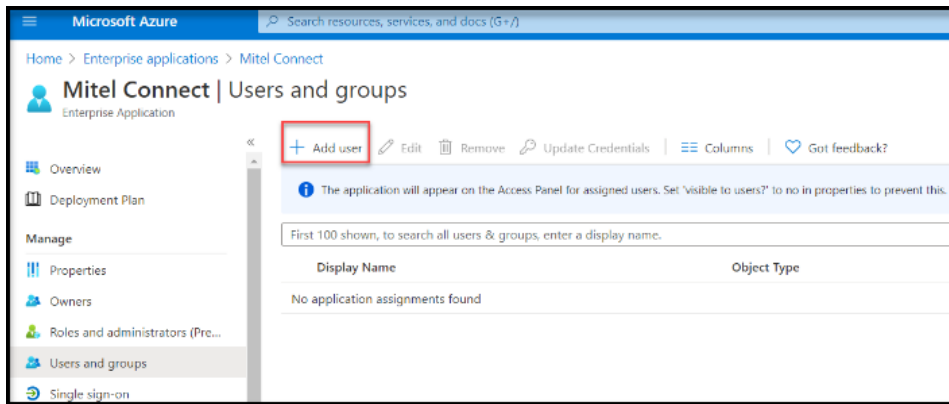 Microsoft Azure
Search resources, services, and docs (G+/)
Home > Enterprise applications > Mitel Connect
Mitel Connect | Users and groups
Enterprise Application
«
+ Add user Edit Remove Update Credentials Columns Got feedback?
Overview
Deployment Plan
Manage
Properties
Owners
Roles and administrators (Pre...
Users and groups
Single sign-on
The application will appear on the Access Panel for assigned users. Set 'visible to users?' to no in properties to prevent this.
First 100 shown, to search all users & groups, enter a display name.
Display Name Object Type
No application assignments found